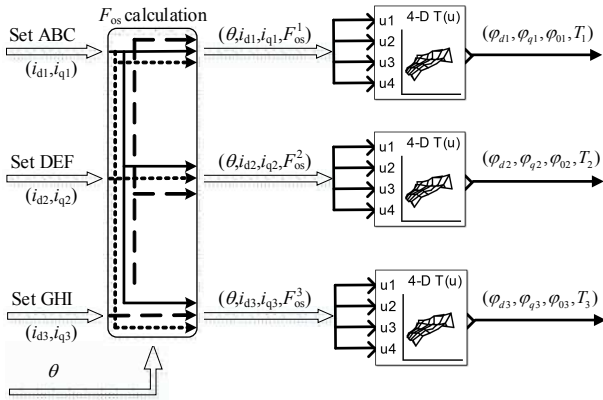 F_os calculation
Set ABC
(i_d1,i_q1)
(θ,i_d1,i_q1,F_os^1)
u1
u2
u3
u4
4-D T(u)
(φ_d1,φ_q1,φ_01,T_1)
Set DEF
(i_d2,i_q2)
(θ,i_d2,i_q2,F_os^2)
u1
u2
u3
u4
4-D T(u)
(φ_d2,φ_q2,φ_02,T_2)
Set GHI
(i_d3,i_q3)
(θ,i_d3,i_q3,F_os^3)
u1
u2
u3
u4
4-D T(u)
(φ_d3,φ_q3,φ_03,T_3)
θ